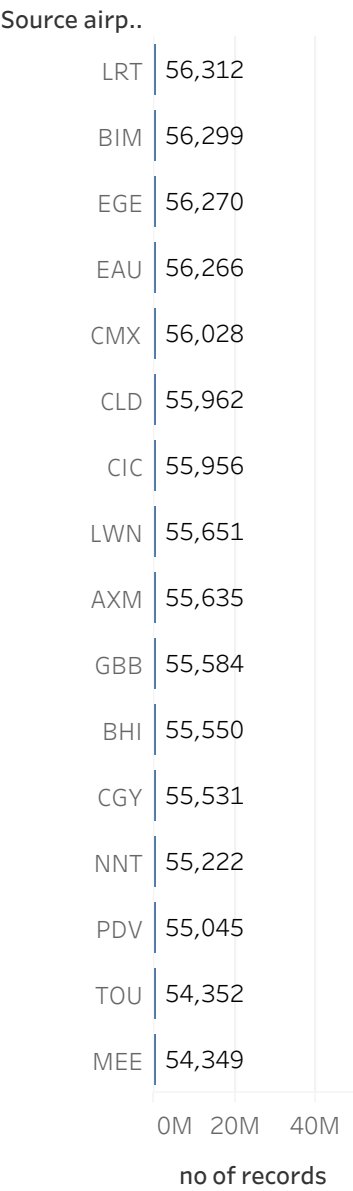 Source airp..
LRT 56,312
BIM 56,299
EGE 56,270
EAU 56,266
CMX 56,028
CLD 55,962
CIC 55,956
LWN 55,651
AXM 55,635
GBB 55,584
BHI 55,550
CGY 55,531
NNT 55,222
PDV 55,045
TOU 54,352
MEE 54,349
0M 20M 40M
no of records